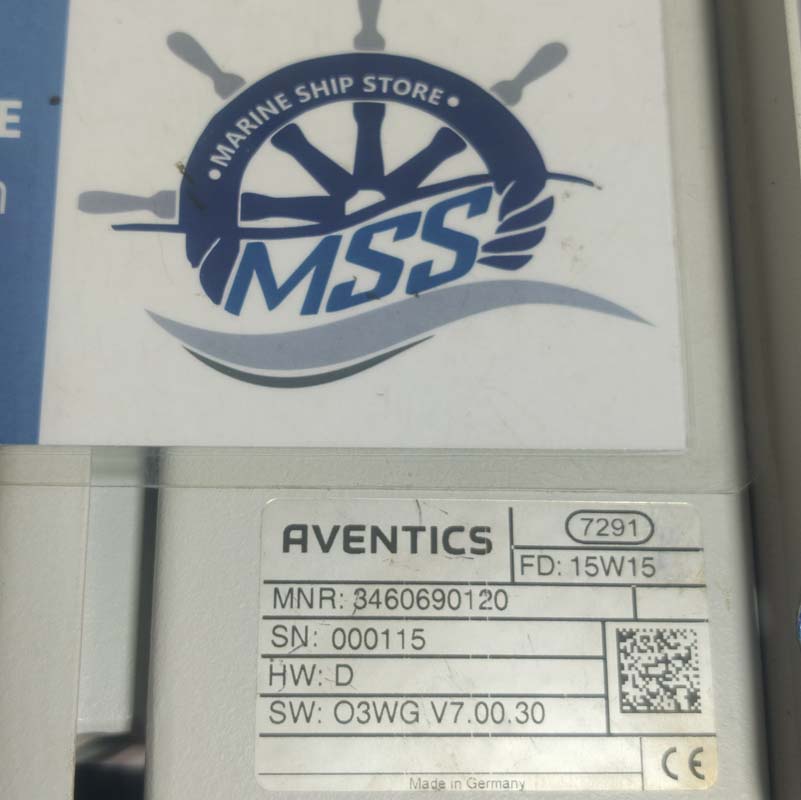 E
• MARINE SHIP STORE •
MSS
AVENTICS
7291
FD: 15W15
MNR: 3460690120
SN: 000115
HW: D
SW: O3WG V7.00.30
CE
Made in Germany